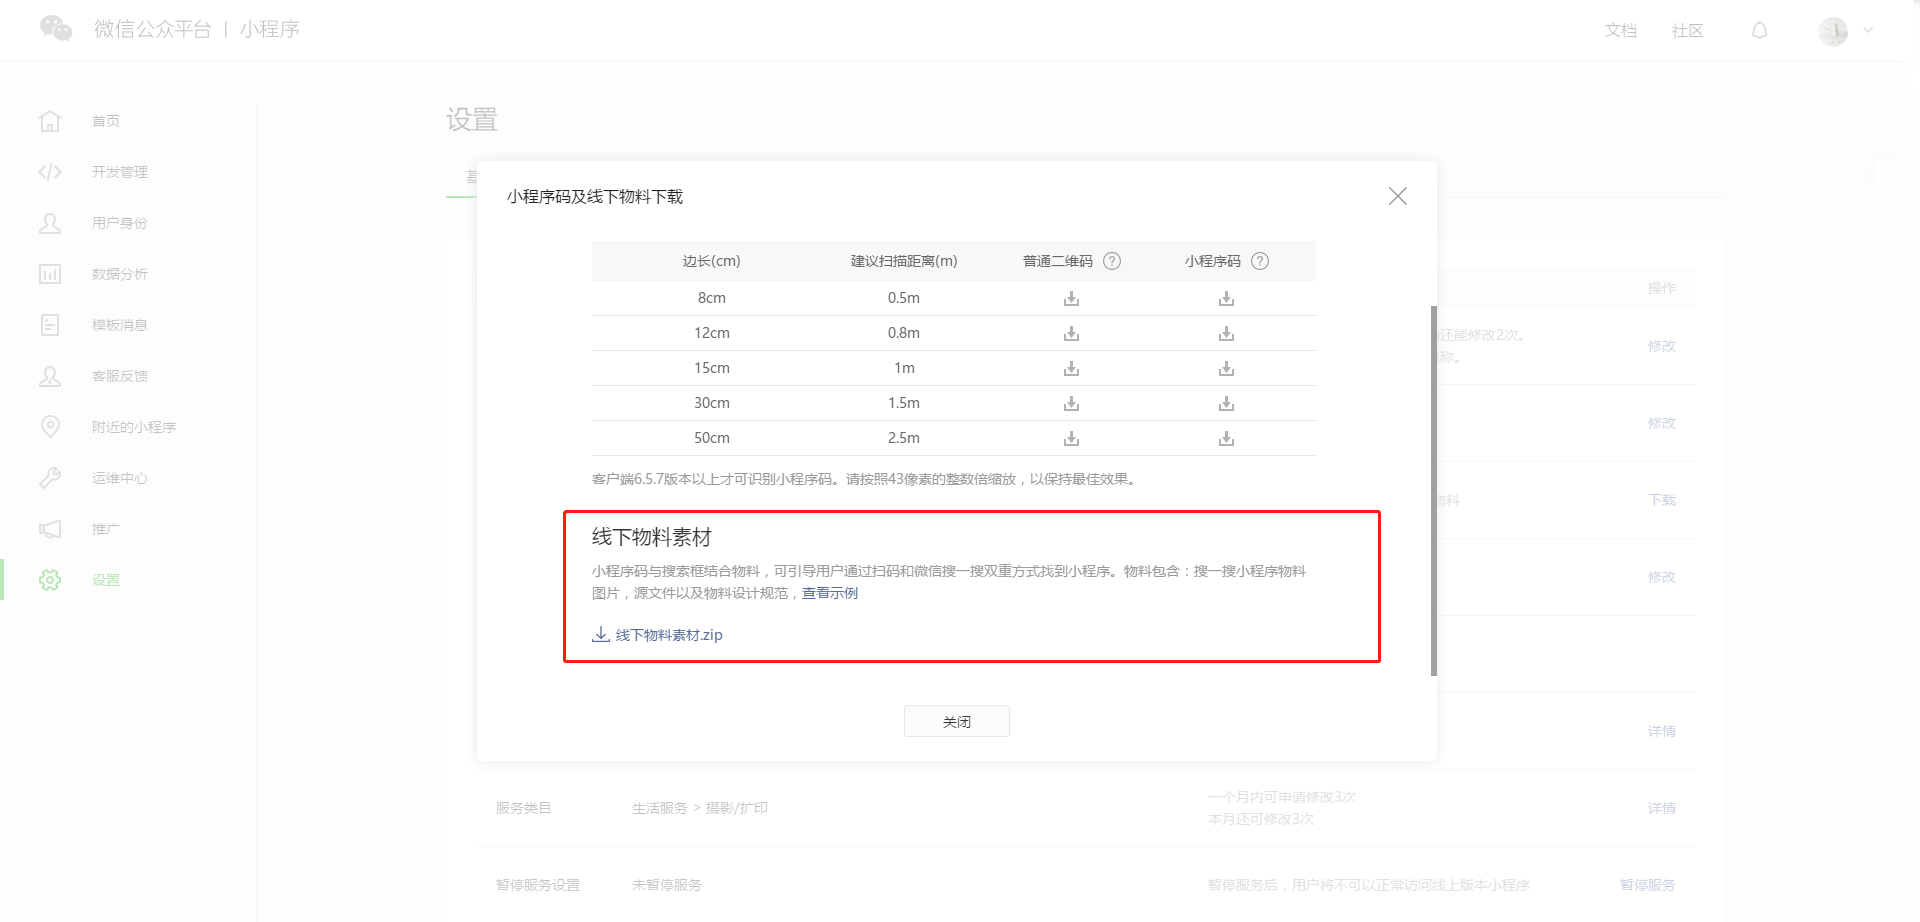 微信公众平台 | 小程序
文档
社区
首页
开发管理
用户身份
数据分析
模板消息
客服反馈
附近的小程序
运维中心
推广
设置
设置
小程序码及线下物料下载
边长(cm) 建议扫描距离(m) 普通二维码 ? 小程序码 ?
8cm 0.5m
12cm 0.8m
15cm 1m
30cm 1.5m
50cm 2.5m
客户端6.5.7版本以上才可识别小程序码。请按照43像素的整数倍缩放，以保持最佳效果。
线下物料素材
小程序码与搜索框结合物料，可引导用户通过扫码和微信搜一搜双重方式找到小程序。物料包含：搜一搜小程序物料
图片，源文件以及物料设计规范，查看示例
线下物料素材.zip
关闭
操作
还能修改2次。
称。
修改
修改
物料 下载
修改
详情
服务类目 生活服务 > 摄影/扩印 一个月内可申请修改3次
本月还可修改3次
详情
暂停服务设置 未暂停服务 暂停服务后，用户将不可以正常访问线上版本小程序 暂停服务